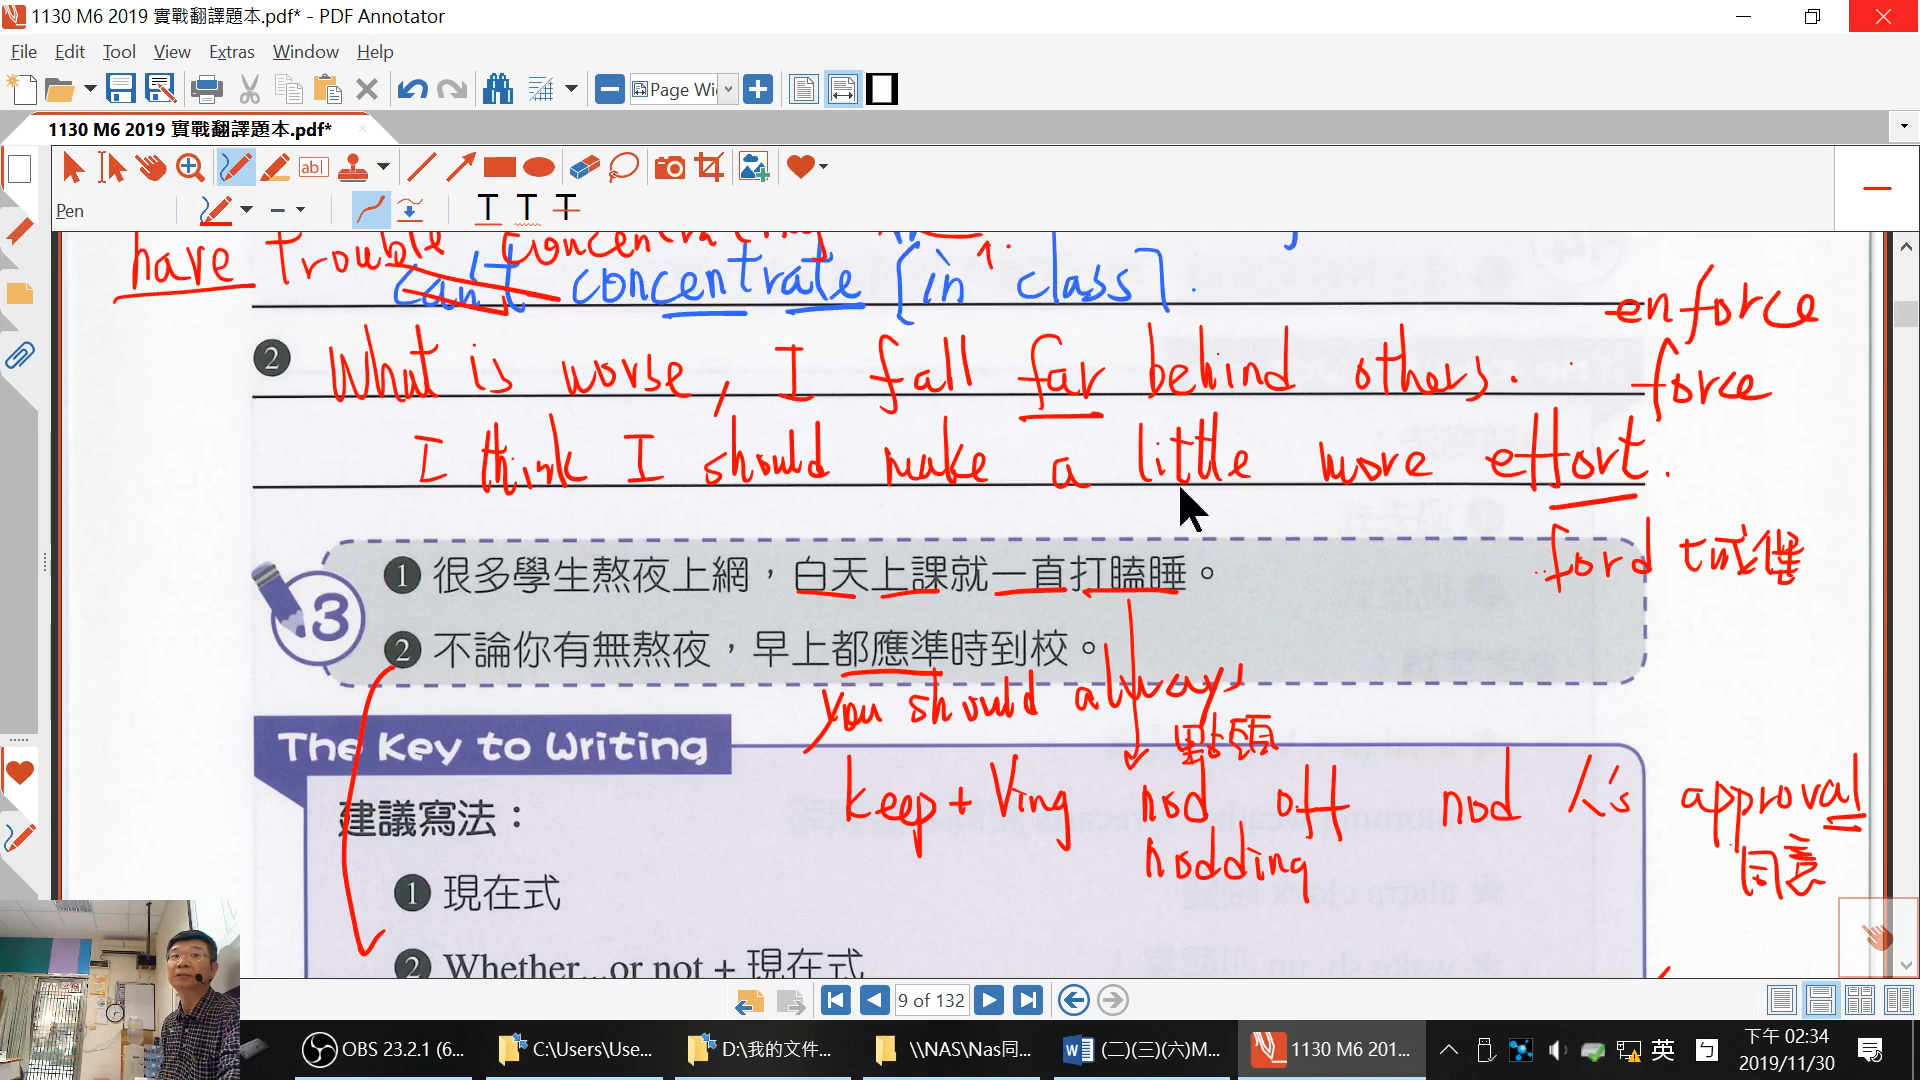 1130 M6 2019 實戰翻譯題本.pdf* - PDF Annotator
File Edit Tool View Extras Window Help
Page Wi
1130 M6 2019 實戰翻譯題本.pdf*
ab
Pen
T T T
have trouble concentrating
can't concentrate [in class].
enforce
❷ What is worse, I fall far behind others.
force
I think I should make a little more effort.
ford
3
❶ 很多學生熬夜上網，白天上課就一直打瞌睡。
❷ 不論你有無熬夜，早上都應準時到校。
You should always
點頭
The Key to Writing
keep + Ving nod off nod 人's approval
nodding
同意
建議寫法：
❶ 現在式
❷ Whether...or not + 現在式
9 of 132
OBS 23.2.1 (6...
C:\Users\Use...
D:\我的文件...
\\NAS\Nas同...
(二)(三)(六)M...
1130 M6 201...
英
ㄅ
下午 02:34
2019/11/30